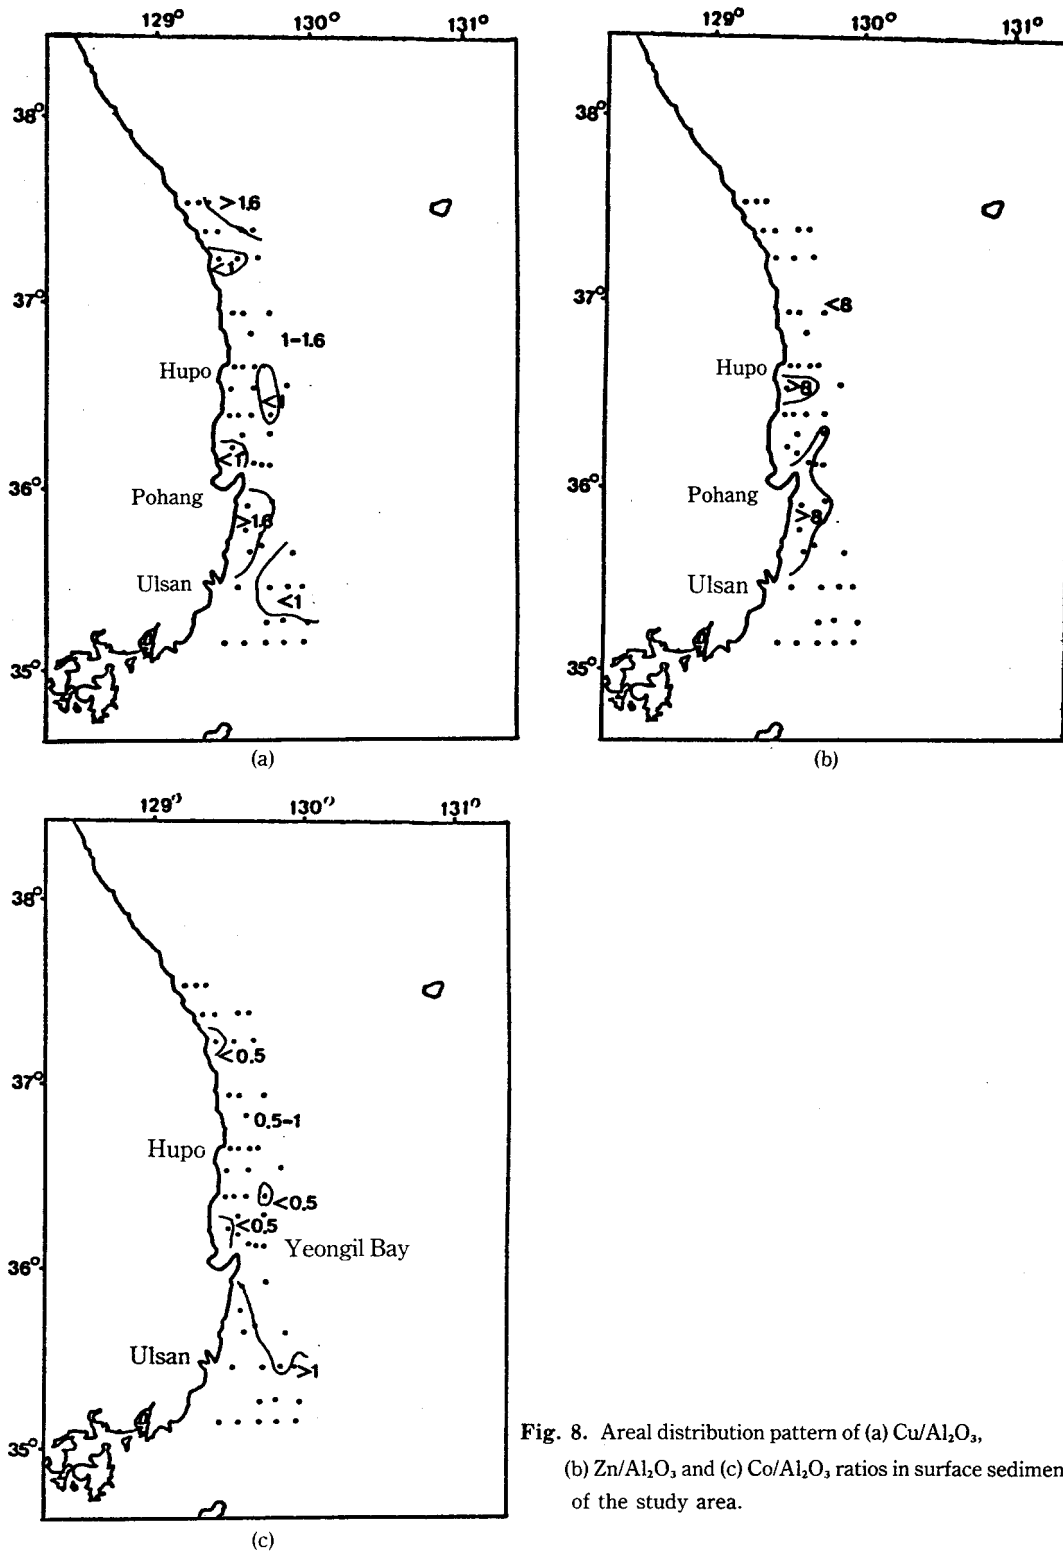 129° 130° 131°
38°
>1.6
<1
37°
1-1.6
Hupo
<1
<1
36°
Pohang
>1.6
Ulsan
<1
35°
(a)
129° 130° 131°
38°
37°
<8
Hupo
>8
36°
Pohang
>8
Ulsan
35°
(b)
129° 130° 131°
38°
<0.5
37°
0.5-1
Hupo
<0.5
<0.5
Yeongil Bay
36°
Ulsan
>1
35°
(c)
Fig. 8. Areal distribution pattern of (a) Cu/Al₂O₃,
(b) Zn/Al₂O₃ and (c) Co/Al₂O₃ ratios in surface sedimen
of the study area.